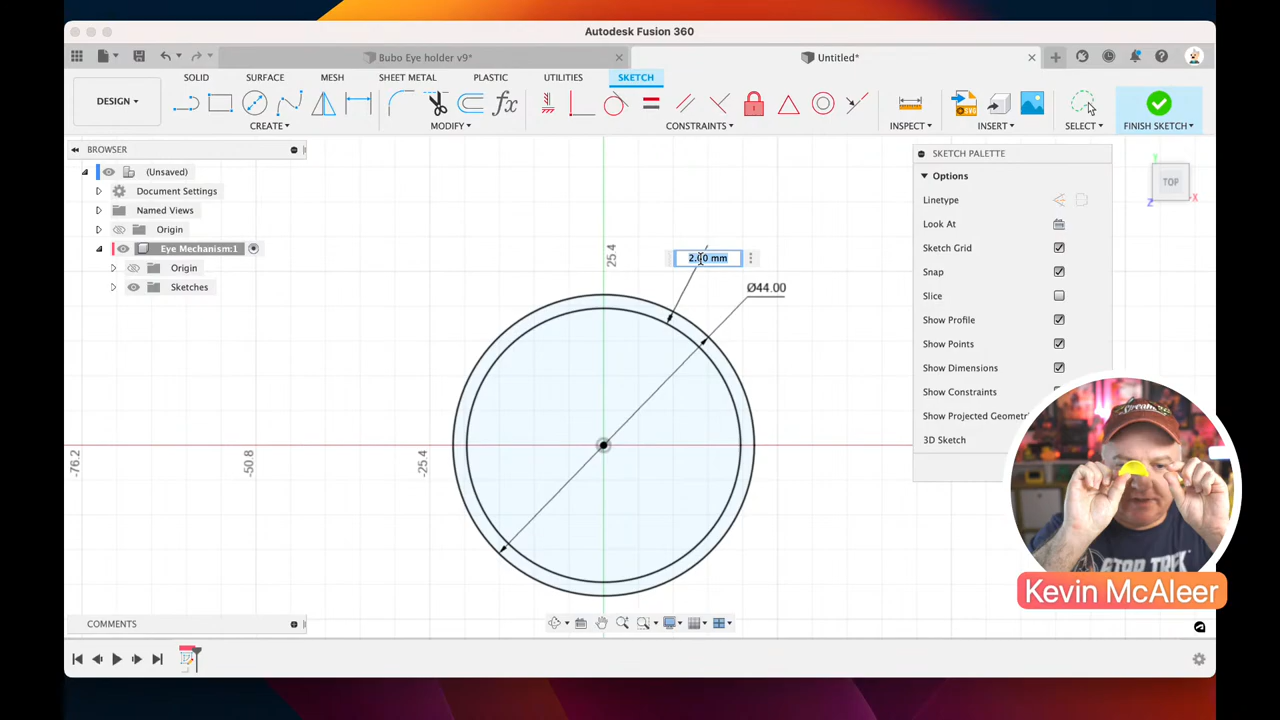 Autodesk Fusion 360
Bubo Eye holder v9*
Untitled*
DESIGN
SOLID SURFACE MESH SHEET METAL PLASTIC UTILITIES SKETCH
CREATE MODIFY CONSTRAINTS INSPECT INSERT SELECT FINISH SKETCH
BROWSER
(Unsaved)
Document Settings
Named Views
Origin
Eye Mechanism:1
Origin
Sketches
SKETCH PALETTE
Options
Linetype
Look At
Sketch Grid
Snap
Slice
Show Profile
Show Points
Show Dimensions
Show Constraints
Show Projected Geometri
3D Sketch
TOP
X
Y
Z
25.4
2.00 mm
Ø44.00
-76.2
-50.8
-25.4
Kevin McAleer
COMMENTS